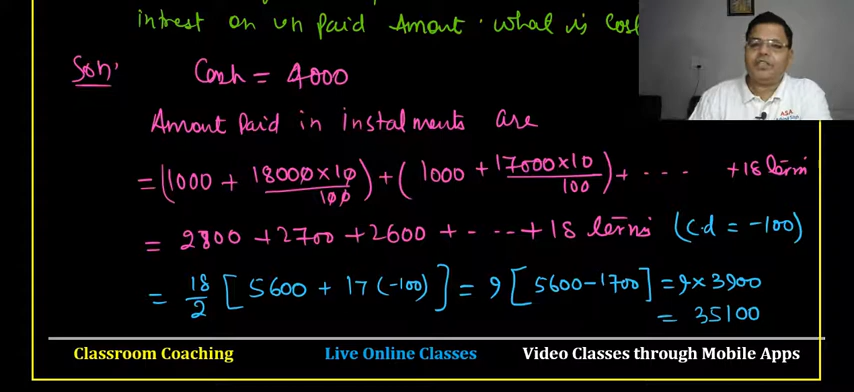 intrest on un Paid Amount. What is Cost
Soln. Cash = 4000
Amount Paid in instalments are
= (1000 + 18000 × 10 / 100) + (1000 + 17000 × 10 / 100) + - - - + 18 terms
= 2800 + 2700 + 2600 + - - - + 18 terms (C.d = -100)
= 18/2 [5600 + 17 (-100)] = 9 [5600 - 1700] = 9 × 3900
= 35100
Classroom Coaching Live Online Classes Video Classes through Mobile Apps